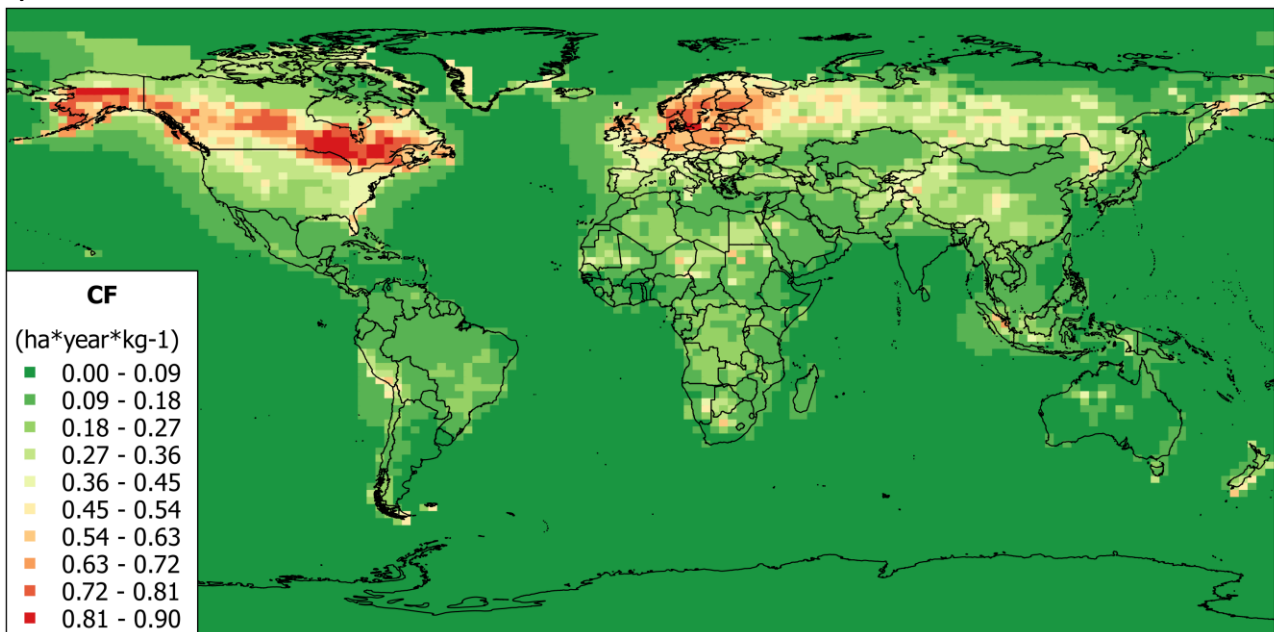 CF
(ha*year*kg-1)
0.00 - 0.09
0.09 - 0.18
0.18 - 0.27
0.27 - 0.36
0.36 - 0.45
0.45 - 0.54
0.54 - 0.63
0.63 - 0.72
0.72 - 0.81
0.81 - 0.90